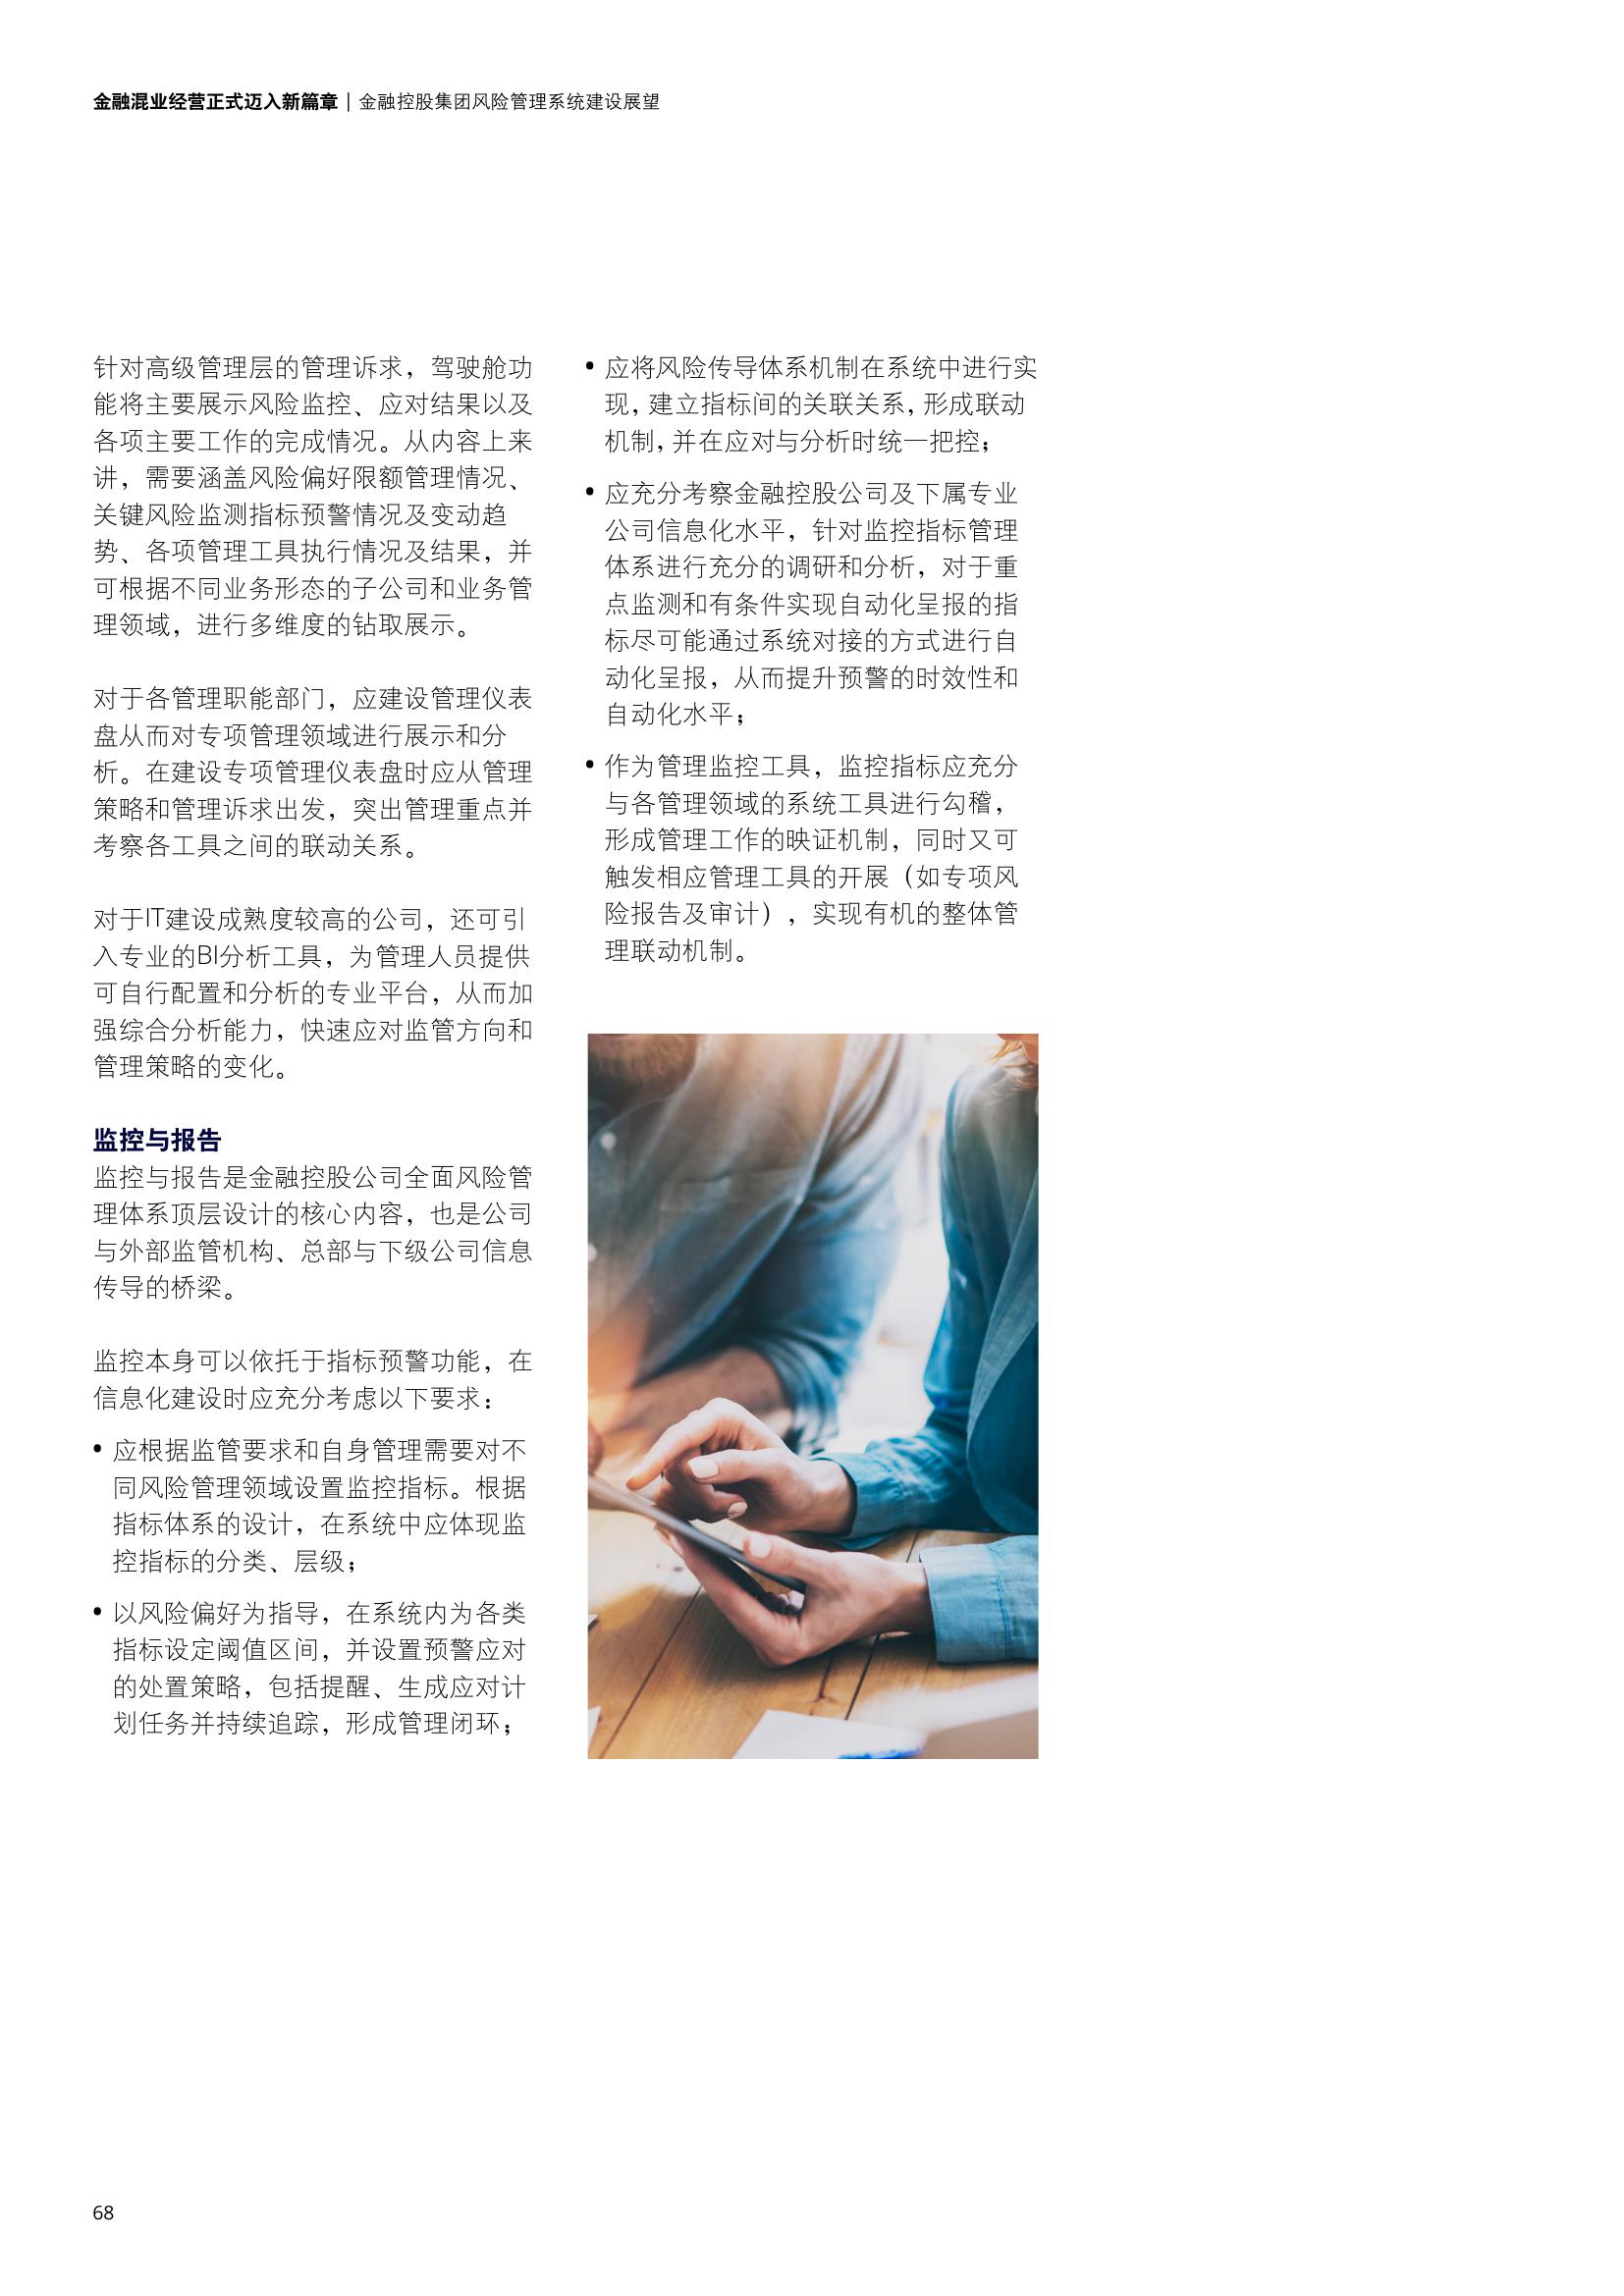 金融混业经营正式迈入新篇章 | 金融控股集团风险管理系统建设展望
针对高级管理层的管理诉求，驾驶舱功
能将主要展示风险监控、应对结果以及
各项主要工作的完成情况。从内容上来
讲，需要涵盖风险偏好限额管理情况、
关键风险监测指标预警情况及变动趋
势、各项管理工具执行情况及结果，并
可根据不同业务形态的子公司和业务管
理领域，进行多维度的钻取展示。
对于各管理职能部门，应建设管理仪表
盘从而对专项管理领域进行展示和分
析。在建设专项管理仪表盘时应从管理
策略和管理诉求出发，突出管理重点并
考察各工具之间的联动关系。
对于IT建设成熟度较高的公司，还可引
入专业的BI分析工具，为管理人员提供
可自行配置和分析的专业平台，从而加
强综合分析能力，快速应对监管方向和
管理策略的变化。
监控与报告
监控与报告是金融控股公司全面风险管
理体系顶层设计的核心内容，也是公司
与外部监管机构、总部与下级公司信息
传导的桥梁。
监控本身可以依托于指标预警功能，在
信息化建设时应充分考虑以下要求：
• 应根据监管要求和自身管理需要对不
同风险管理领域设置监控指标。根据
指标体系的设计，在系统中应体现监
控指标的分类、层级；
• 以风险偏好为指导，在系统内为各类
指标设定阈值区间，并设置预警应对
的处置策略，包括提醒、生成应对计
划任务并持续追踪，形成管理闭环；
• 应将风险传导体系机制在系统中进行实
现，建立指标间的关联关系，形成联动
机制，并在应对与分析时统一把控；
• 应充分考察金融控股公司及下属专业
公司信息化水平，针对监控指标管理
体系进行充分的调研和分析，对于重
点监测和有条件实现自动化呈报的指
标尽可能通过系统对接的方式进行自
动化呈报，从而提升预警的时效性和
自动化水平；
• 作为管理监控工具，监控指标应充分
与各管理领域的系统工具进行勾稽，
形成管理工作的映证机制，同时又可
触发相应管理工具的开展（如专项风
险报告及审计），实现有机的整体管
理联动机制。
68